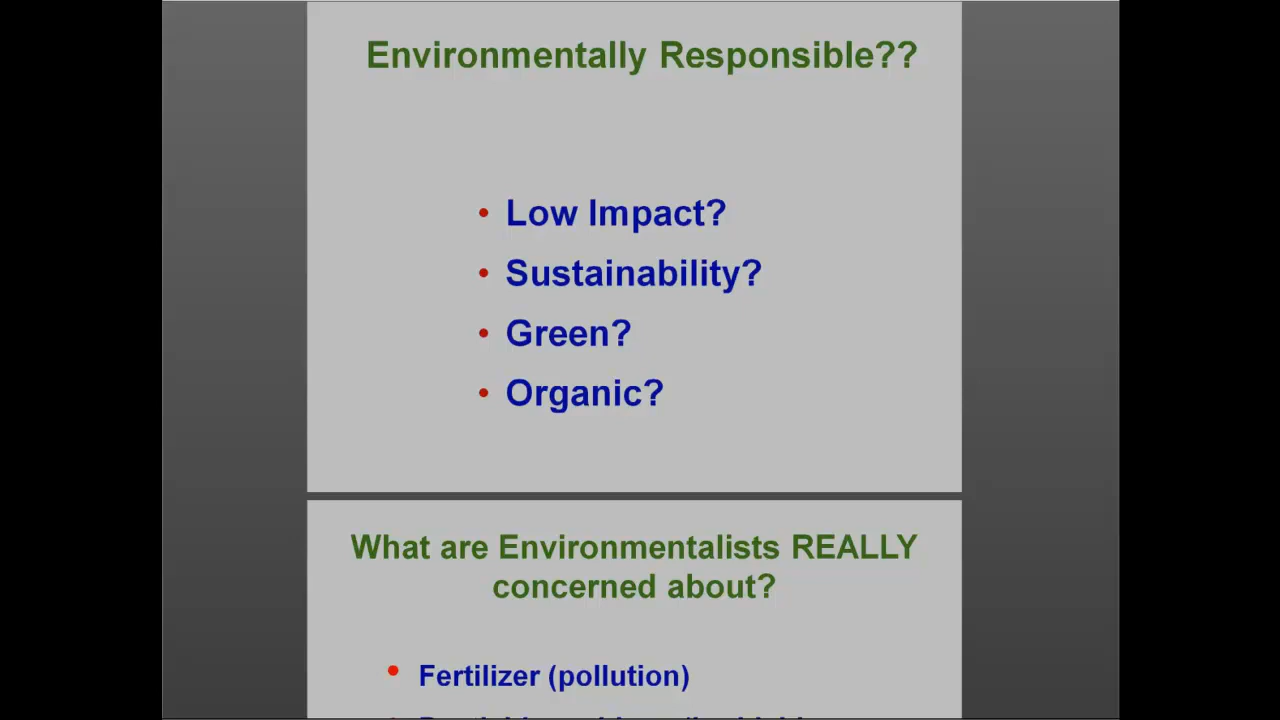 Environmentally Responsible??
• Low Impact?
• Sustainability?
• Green?
• Organic?
What are Environmentalists REALLY
concerned about?
• Fertilizer (pollution)